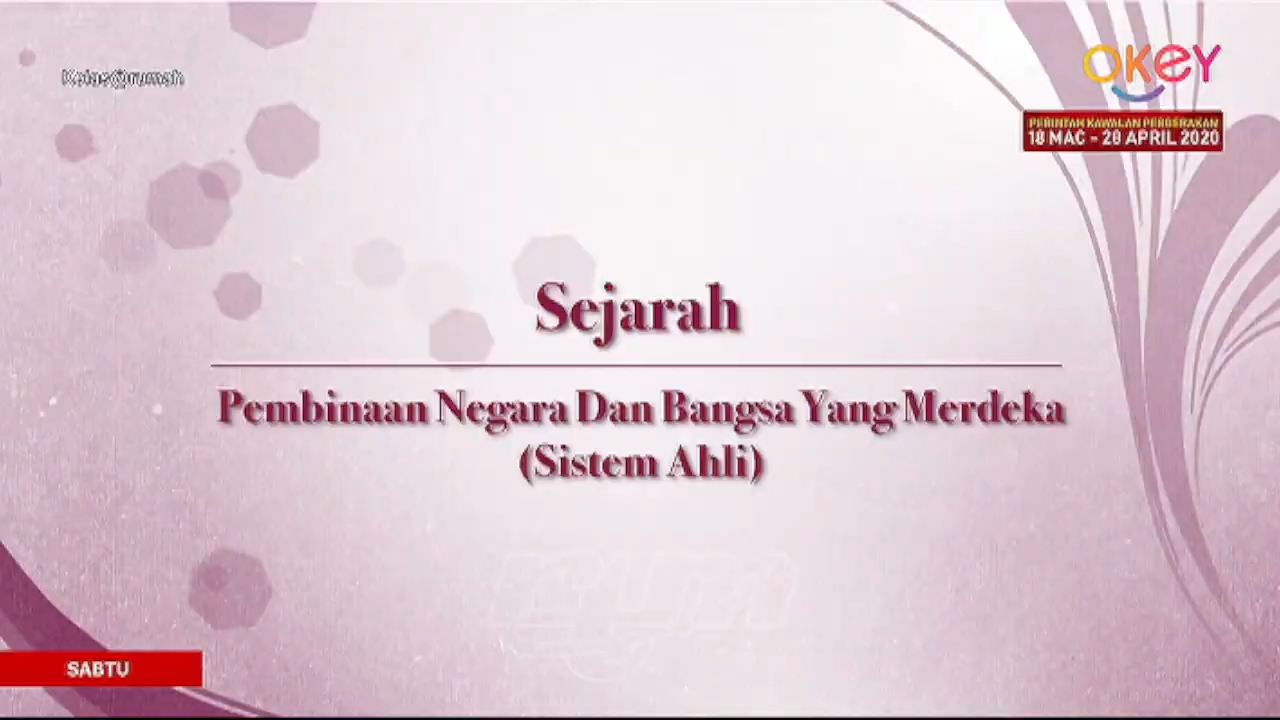 Kelas@rumah
OKeY
PERINTAH KAWALAN PERGERAKAN
18 MAC - 28 APRIL 2020
Sejarah
Pembinaan Negara Dan Bangsa Yang Merdeka
(Sistem Ahli)
SABTU